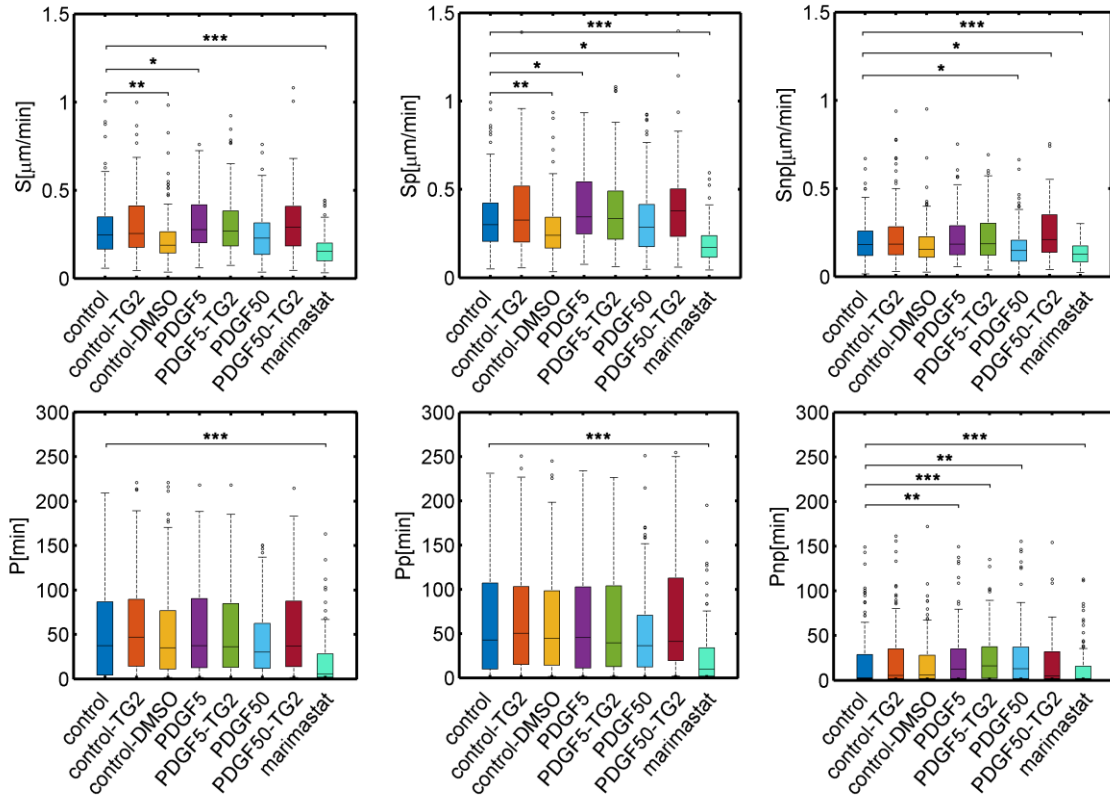 S[μm/min]
1.5
1
0.5
0
***
*
**
control
control-TG2
control-DMSO
PDGF5
PDGF5-TG2
PDGF50
PDGF50-TG2
marimastat
Sp[μm/min]
1.5
1
0.5
0
***
*
*
**
control
control-TG2
control-DMSO
PDGF5
PDGF5-TG2
PDGF50
PDGF50-TG2
marimastat
Snp[μm/min]
1.5
1
0.5
0
***
*
*
control
control-TG2
control-DMSO
PDGF5
PDGF5-TG2
PDGF50
PDGF50-TG2
marimastat
P[min]
300
250
200
150
100
50
0
***
control
control-TG2
control-DMSO
PDGF5
PDGF5-TG2
PDGF50
PDGF50-TG2
marimastat
Pp[min]
300
250
200
150
100
50
0
***
control
control-TG2
control-DMSO
PDGF5
PDGF5-TG2
PDGF50
PDGF50-TG2
marimastat
Pnp[min]
300
250
200
150
100
50
0
***
**
***
**
control
control-TG2
control-DMSO
PDGF5
PDGF5-TG2
PDGF50
PDGF50-TG2
marimastat